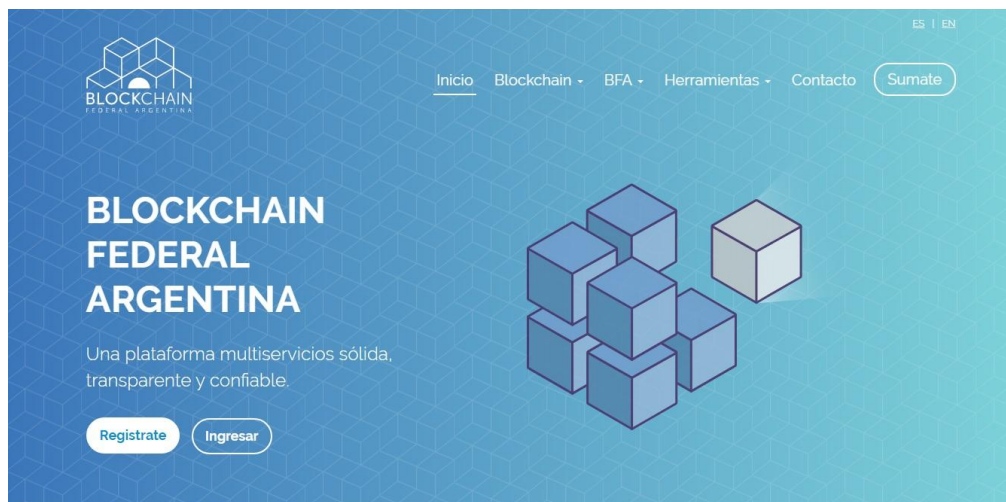 ES | EN
BLOCKCHAIN
FEDERAL ARGENTINA
Inicio Blockchain BFA Herramientas Contacto Sumate
BLOCKCHAIN
FEDERAL
ARGENTINA
Una plataforma multiservicios sólida,
transparente y confiable.
Registrate Ingresar